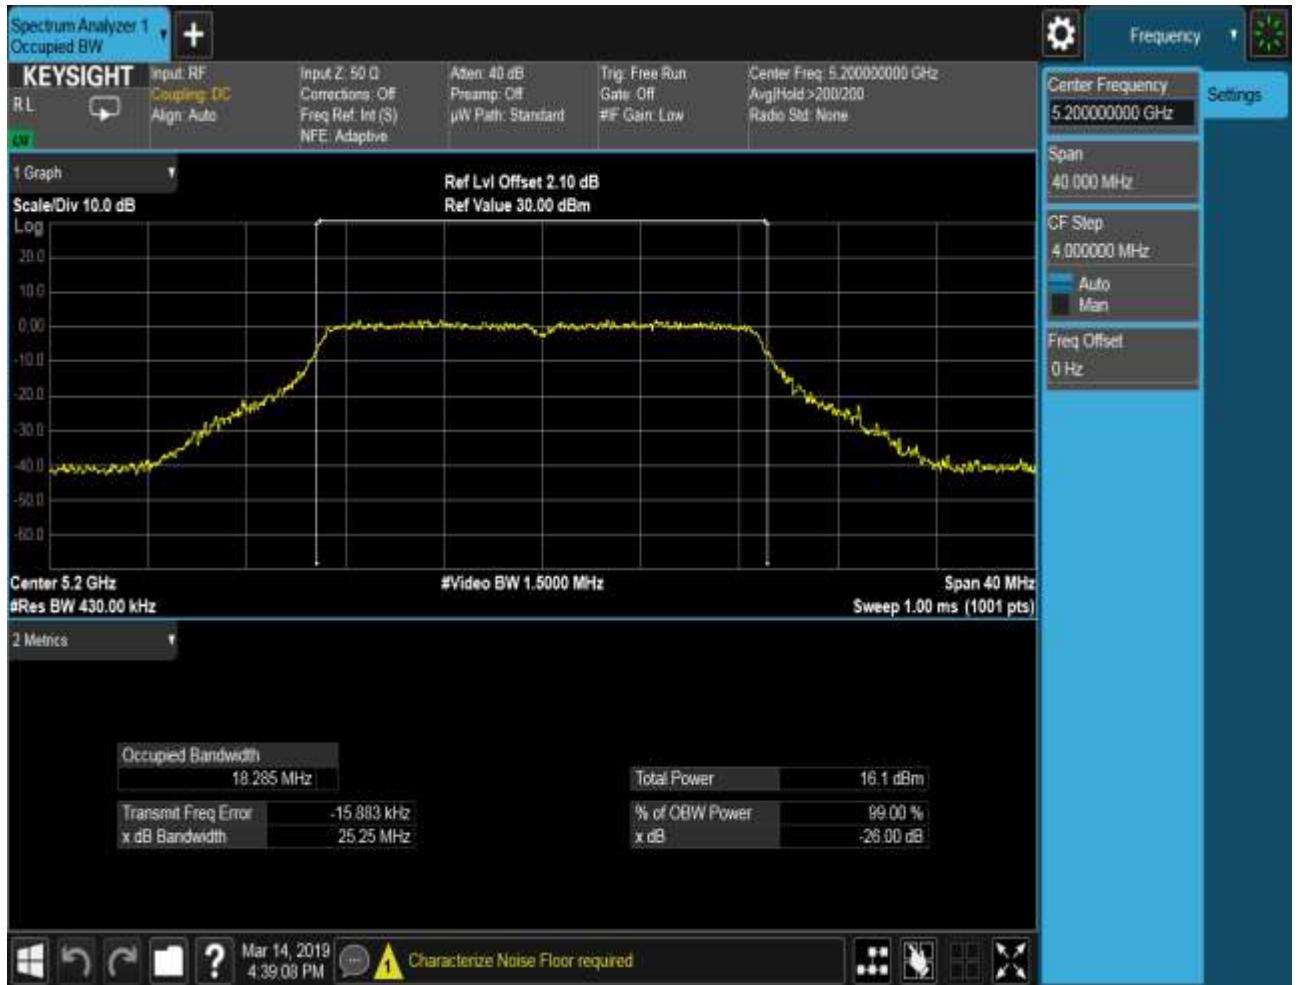 Spectrum Analyzer 1
Occupied BW
Frequency
KEYSIGHT
RL
Input: RF
Coupling: DC
Align: Auto
Input Z: 50 Ω
Corrections: Off
Freq Ref: Int (S)
NFE: Adaptive
Atten: 40 dB
Preamp: Off
µW Path: Standard
Trig: Free Run
Gate: Off
#IF Gain: Low
Center Freq: 5.200000000 GHz
Avg|Hold:>200/200
Radio Std: None
Center Frequency
5.200000000 GHz
Settings
Span
40.000 MHz
CF Step
4.000000 MHz
Auto
Man
Freq Offset
0 Hz
1 Graph
Scale/Div 10.0 dB
Ref Lvl Offset 2.10 dB
Ref Value 30.00 dBm
Log
20.0
10.0
0.00
-10.0
-20.0
-30.0
-40.0
-50.0
-60.0
Center 5.2 GHz
#Video BW 1.5000 MHz
Span 40 MHz
#Res BW 430.00 kHz
Sweep 1.00 ms (1001 pts)
2 Metrics
Occupied Bandwidth
18.285 MHz
Transmit Freq Error -15.883 kHz
x dB Bandwidth 25.25 MHz
Total Power 16.1 dBm
% of OBW Power 99.00 %
x dB -26.00 dB
Mar 14, 2019
4:39:08 PM
1
Characterize Noise Floor required